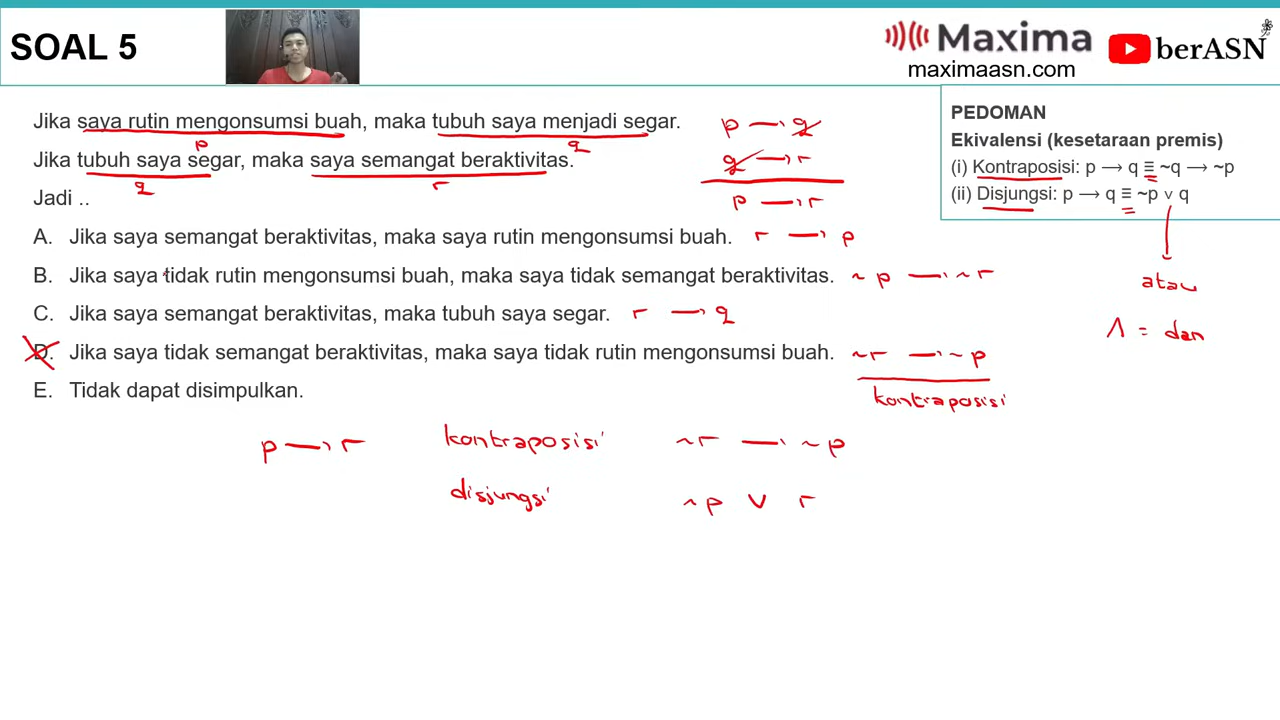 SOAL 5
Maxima
berASN
maximaasn.com
Jika saya rutin mengonsumsi buah, maka tubuh saya menjadi segar.
p
q
p → q
Jika tubuh saya segar, maka saya semangat beraktivitas.
q
r
q → r
Jadi ..
p → r
A. Jika saya semangat beraktivitas, maka saya rutin mengonsumsi buah.
r → p
B. Jika saya tidak rutin mengonsumsi buah, maka saya tidak semangat beraktivitas.
~p → ~r
C. Jika saya semangat beraktivitas, maka tubuh saya segar.
r → q
D. Jika saya tidak semangat beraktivitas, maka saya tidak rutin mengonsumsi buah.
~r → ~p
kontraposisi
E. Tidak dapat disimpulkan.
p → r kontraposisi ~r → ~p
disjungsi ~p v r
PEDOMAN
Ekivalensi (kesetaraan premis)
(i) Kontraposisi: p → q ≡ ~q → ~p
(ii) Disjungsi: p → q ≡ ~p v q
atau
Λ = dan